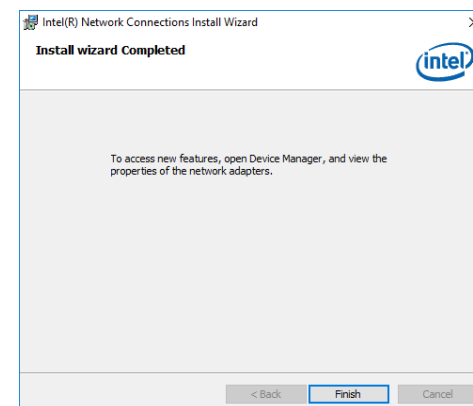 Intel(R) Network Connections Install Wizard
Install wizard Completed
intel
To access new features, open Device Manager, and view the
properties of the network adapters.
< Back
Finish
Cancel